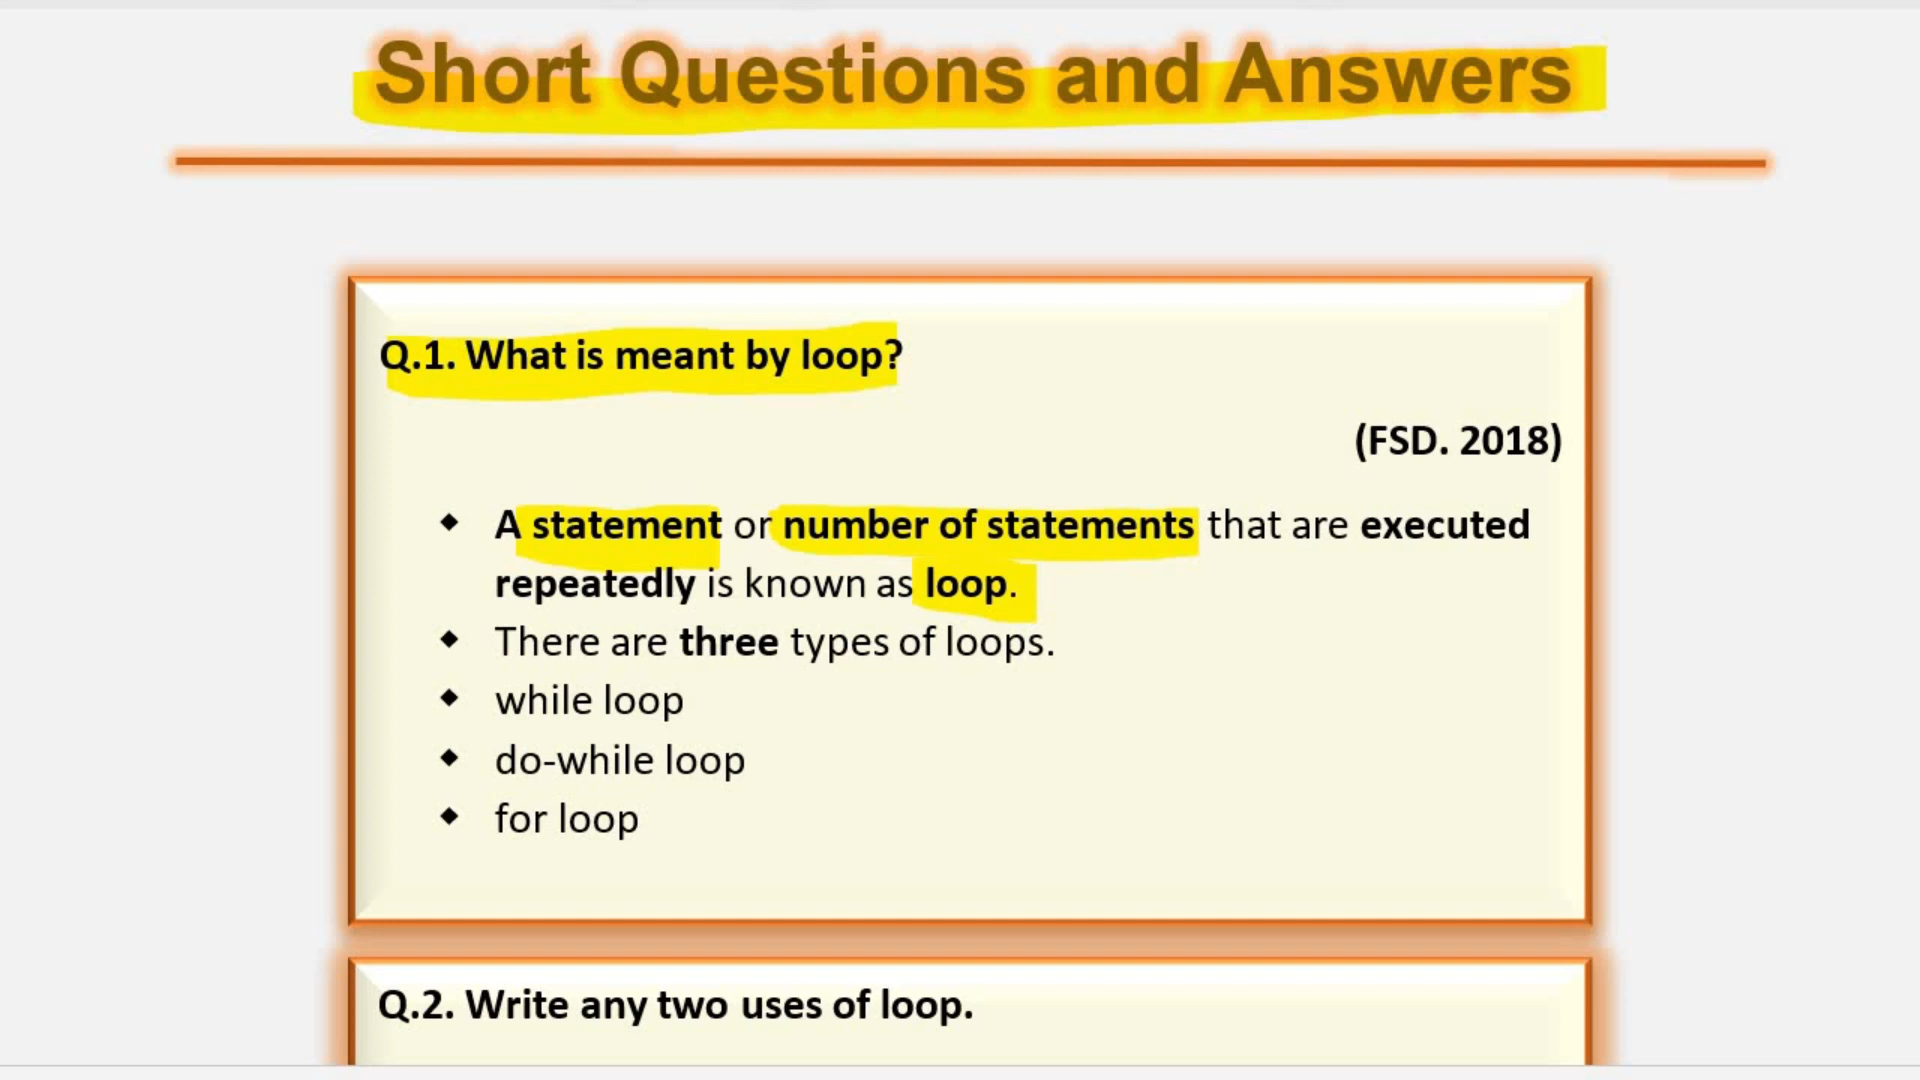 Short Questions and Answers
Q.1. What is meant by loop?
(FSD. 2018)
◆ A statement or number of statements that are executed
repeatedly is known as loop.
◆ There are three types of loops.
◆ while loop
◆ do-while loop
◆ for loop
Q.2. Write any two uses of loop.